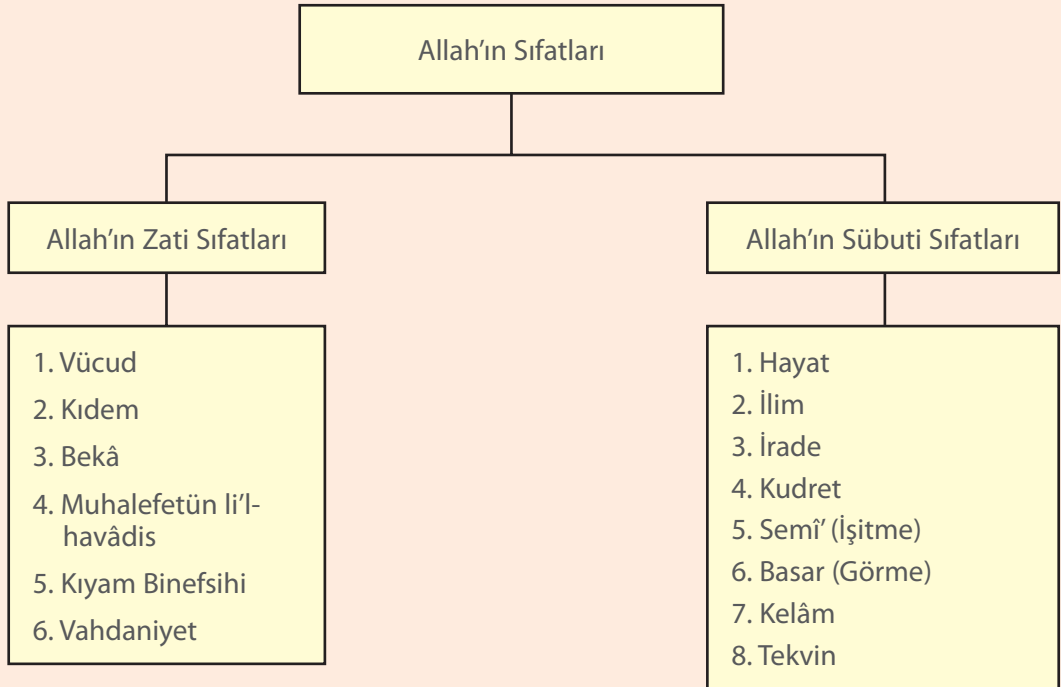 Allah’ın Sıfatları
Allah’ın Zati Sıfatları
1. Vücud
2. Kıdem
3. Bekâ
4. Muhalefetün li’l-
havâdis
5. Kıyam Binefsihi
6. Vahdaniyet
Allah’ın Sübuti Sıfatları
1. Hayat
2. İlim
3. İrade
4. Kudret
5. Semî’ (İşitme)
6. Basar (Görme)
7. Kelâm
8. Tekvin